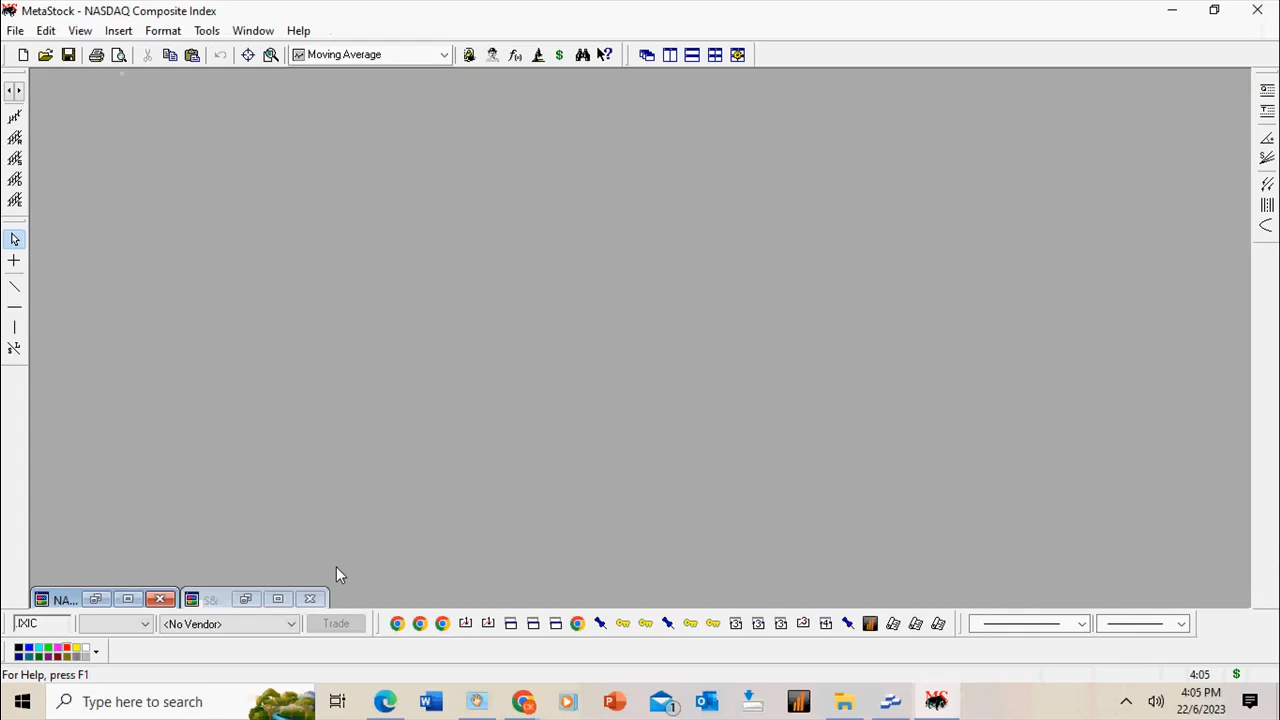 MetaStock - NASDAQ Composite Index
File Edit View Insert Format Tools Window Help
Moving Average
NA... S&
.IXIC <No Vendor> Trade
For Help, press F1 4:05
Type here to search
4:05 PM
22/6/2023